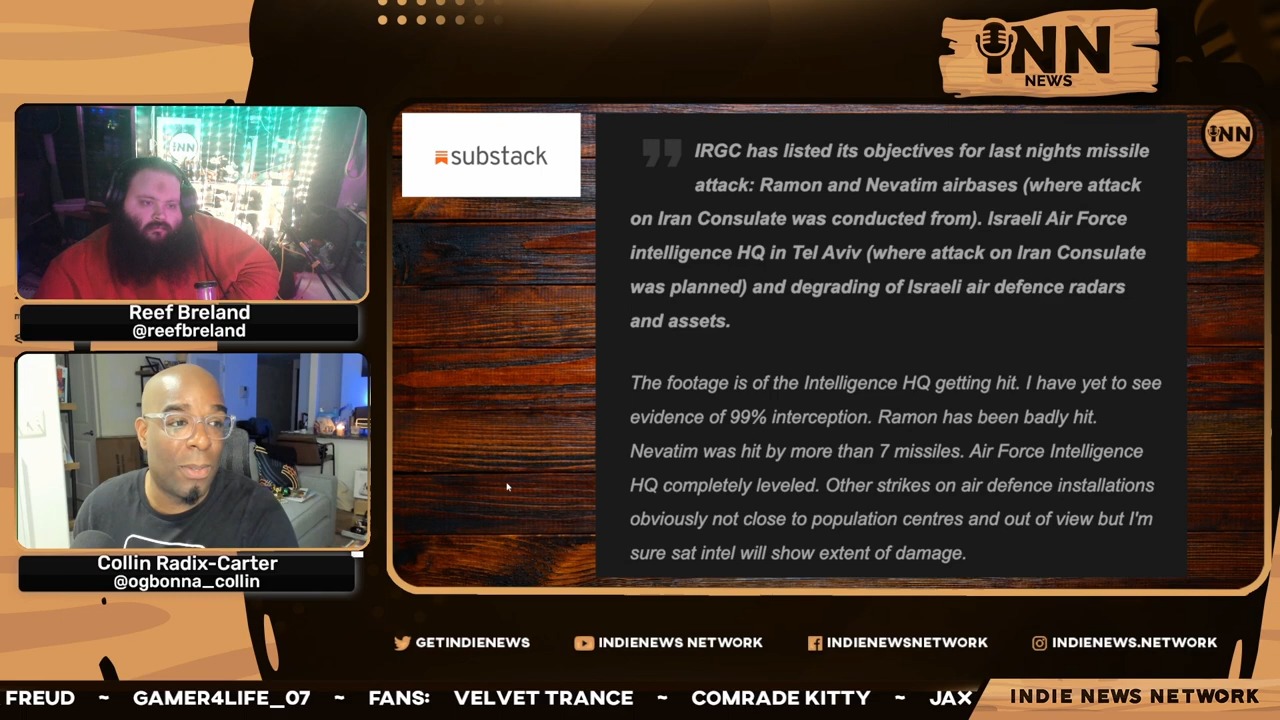 INN
NEWS
substack
INN
IRGC has listed its objectives for last nights missile
attack: Ramon and Nevatim airbases (where attack
on Iran Consulate was conducted from). Israeli Air Force
intelligence HQ in Tel Aviv (where attack on Iran Consulate
was planned) and degrading of Israeli air defence radars
and assets.
The footage is of the Intelligence HQ getting hit. I have yet to see
evidence of 99% interception. Ramon has been badly hit.
Nevatim was hit by more than 7 missiles. Air Force Intelligence
HQ completely leveled. Other strikes on air defence installations
obviously not close to population centres and out of view but I'm
sure sat intel will show extent of damage.
INN
Reef Breland
@reefbreland
Collin Radix-Carter
@ogbonna_collin
GETINDIENEWS
INDIENEWS NETWORK
INDIENEWSNETWORK
INDIENEWS.NETWORK
FREUD ~ GAMER4LIFE_07 ~ FANS: VELVET TRANCE ~ COMRADE KITTY ~ JAX
INDIE NEWS NETWORK